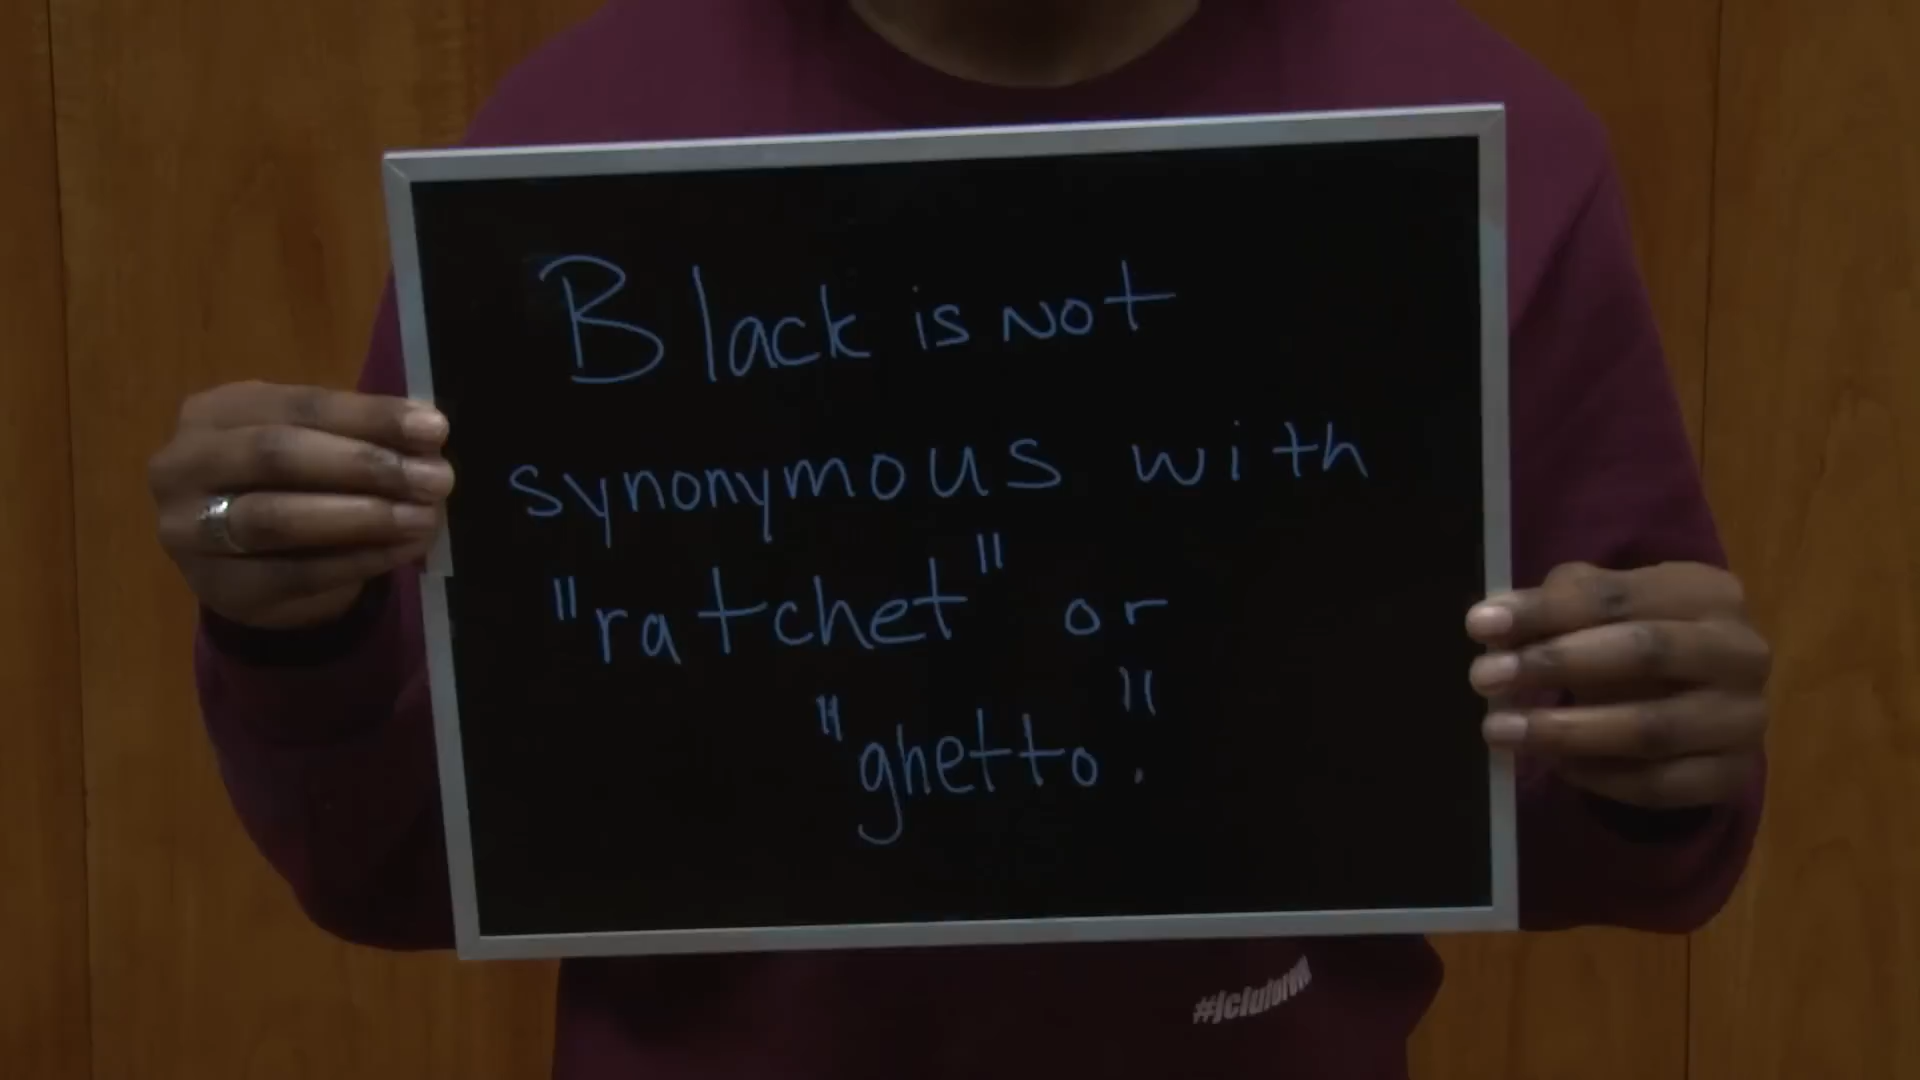 Black is not
synonymous with
"ratchet" or
"ghetto."